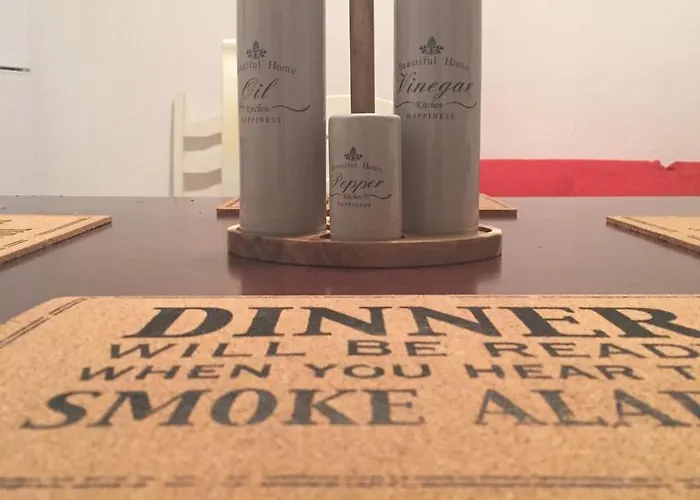 Beautiful Home
Oil
Kitchen
HAPPINESS
Beautiful Home
Pepper
Kitchen
HAPPINESS
Beautiful Home
Vinegar
Kitchen
HAPPINESS
DINNER
WILL BE READ
WHEN YOU HEAR T
SMOKE ALA